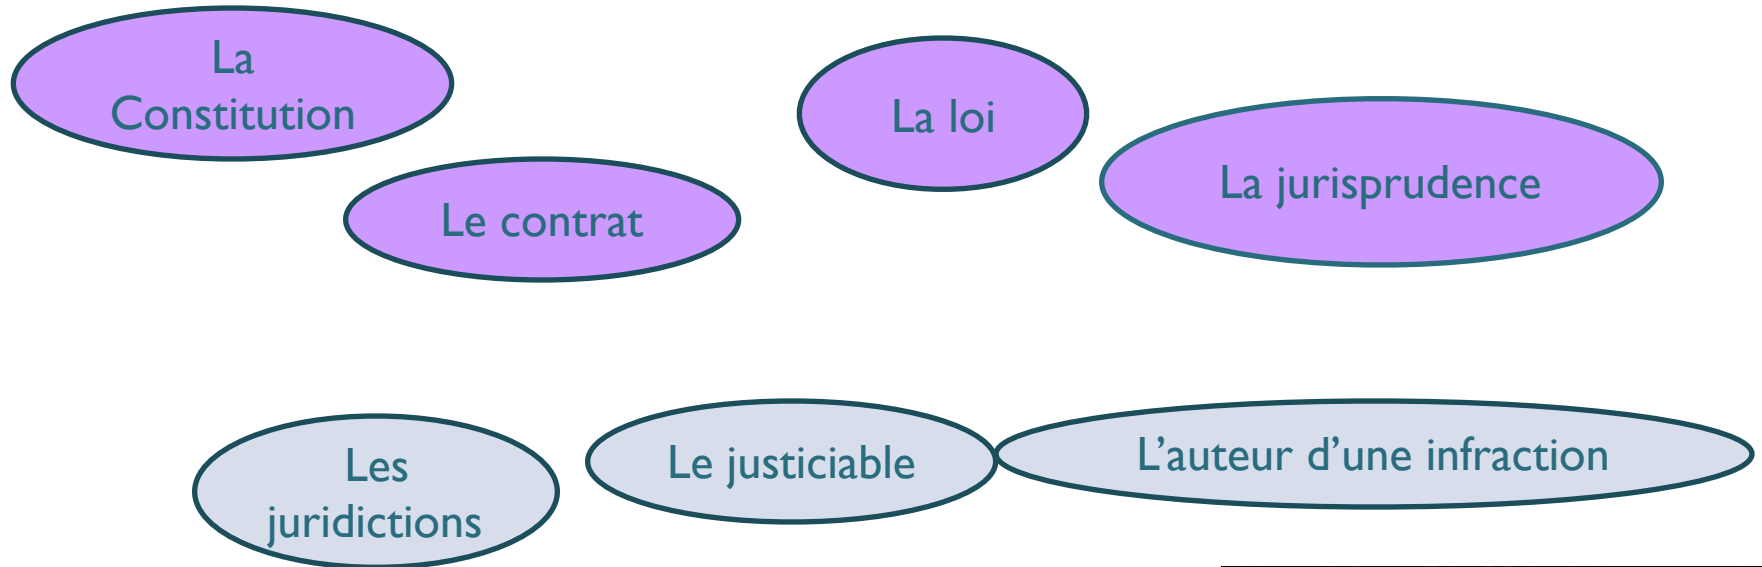 La
Constitution
Le contrat
La loi
La jurisprudence
Les
juridictions
Le justiciable
L’auteur d’une infraction